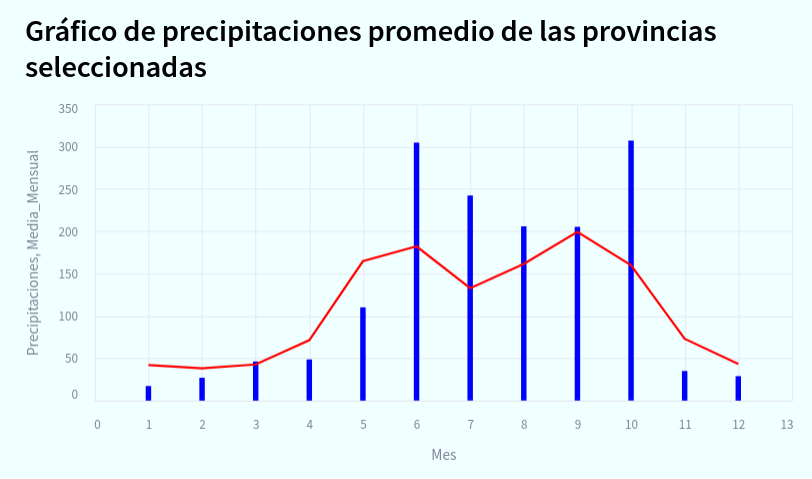 Gráfico de precipitaciones promedio de las provincias
seleccionadas
Precipitaciones, Media_Mensual
350
300
250
200
150
100
50
0
0 1 2 3 4 5 6 7 8 9 10 11 12 13
Mes